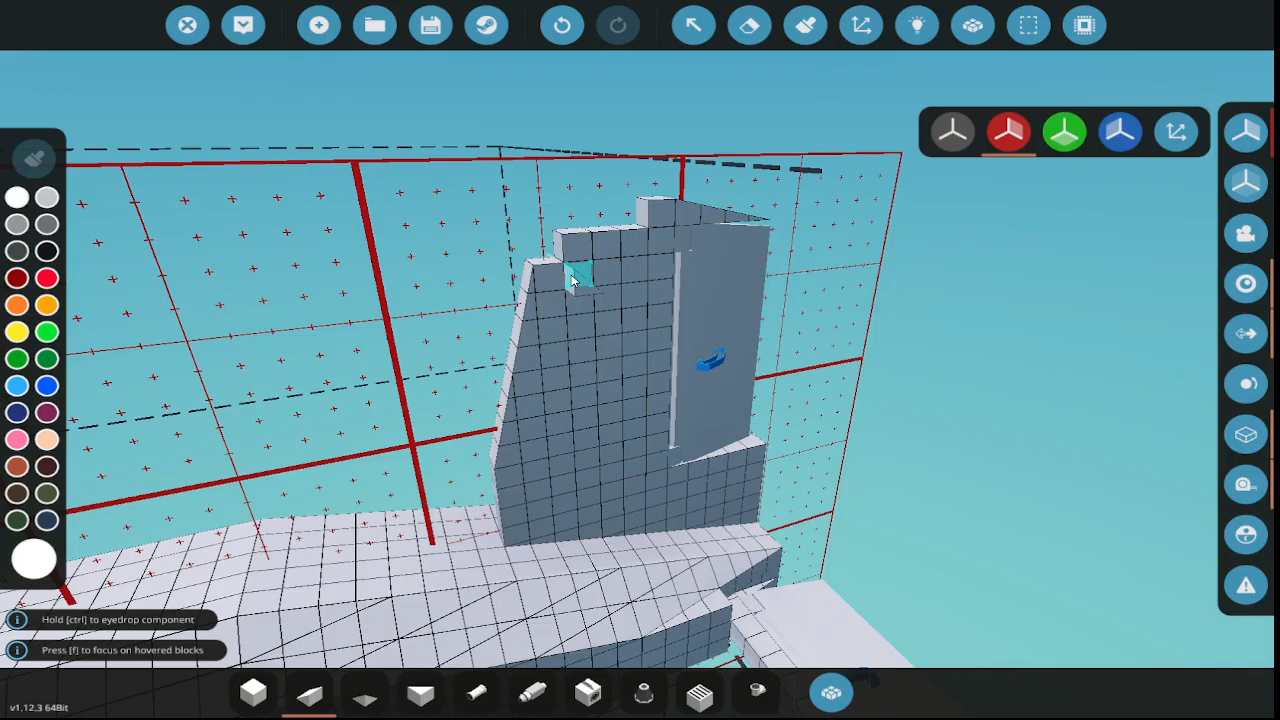 Hold [ctrl] to eyedrop component
Press [f] to focus on hovered blocks
v1.12.3 64Bit